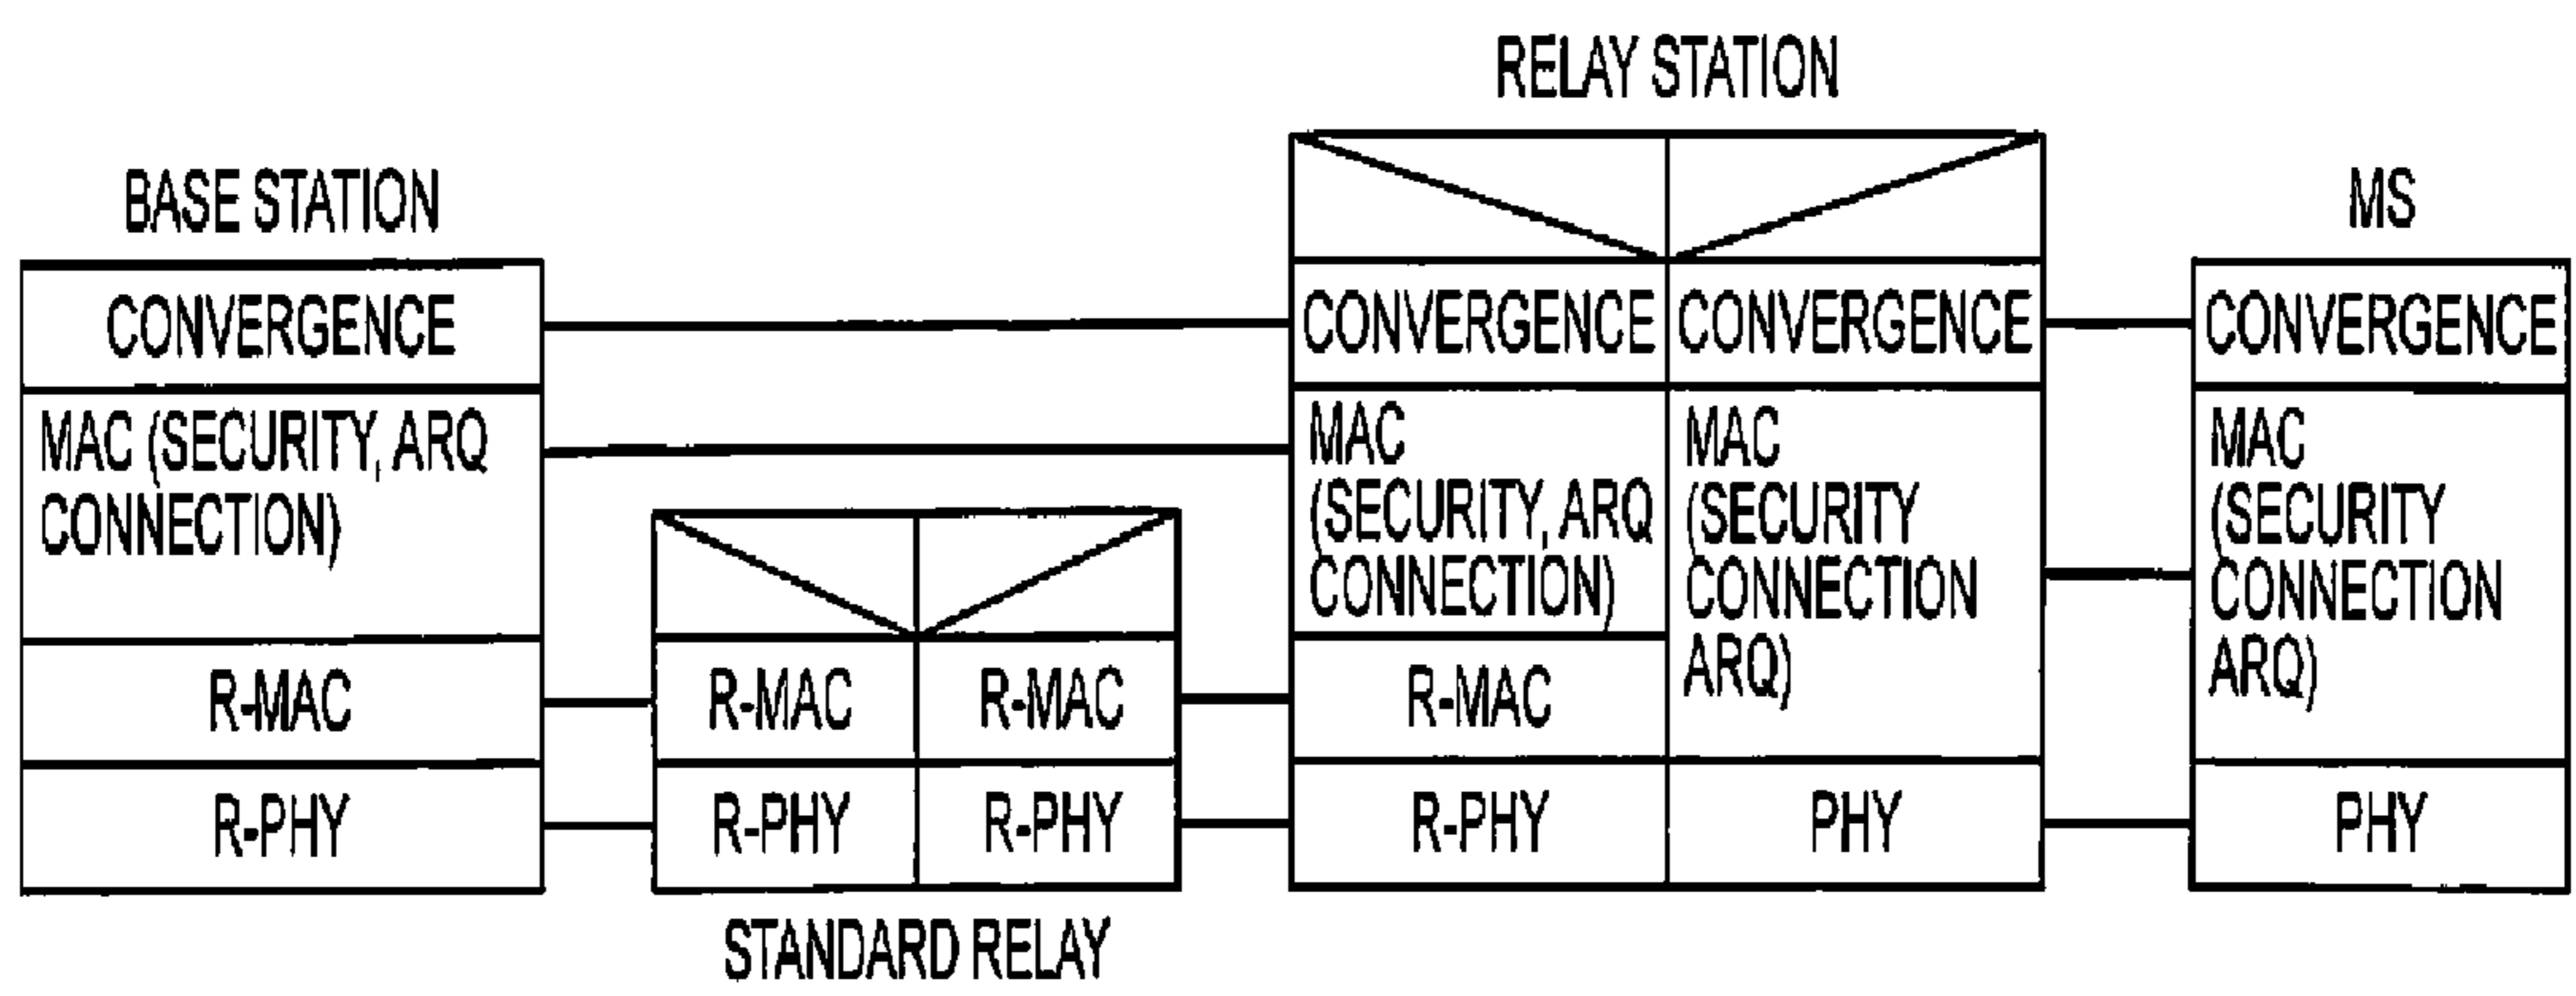 RELAY STATION
BASE STATION
MS
CONVERGENCE
CONVERGENCE
CONVERGENCE
CONVERGENCE
MAC (SECURITY, ARQ
CONNECTION)
MAC
(SECURITY, ARQ
CONNECTION)
MAC
(SECURITY
CONNECTION
ARQ)
MAC
(SECURITY
CONNECTION
ARQ)
R-MAC
R-MAC
R-MAC
R-MAC
R-PHY
R-PHY
R-PHY
R-PHY
PHY
PHY
STANDARD RELAY